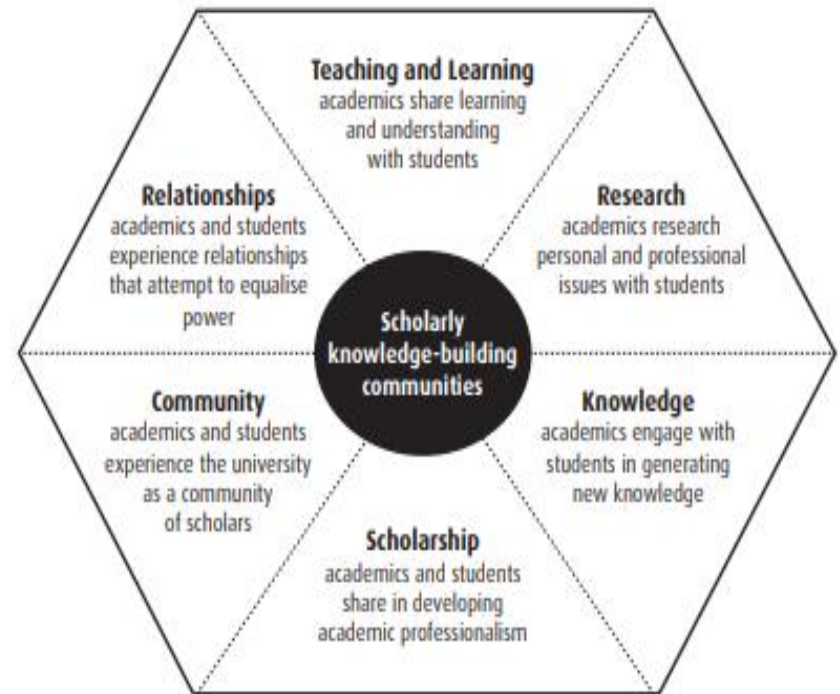 Teaching and Learning
academics share learning
and understanding
with students
Research
academics research
personal and professional
issues with students
Knowledge
academics engage with
students in generating
new knowledge
Scholarship
academics and students
share in developing
academic professionalism
Community
academics and students
experience the university
as a community
of scholars
Relationships
academics and students
experience relationships
that attempt to equalise
power
Scholarly
knowledge-building
communities